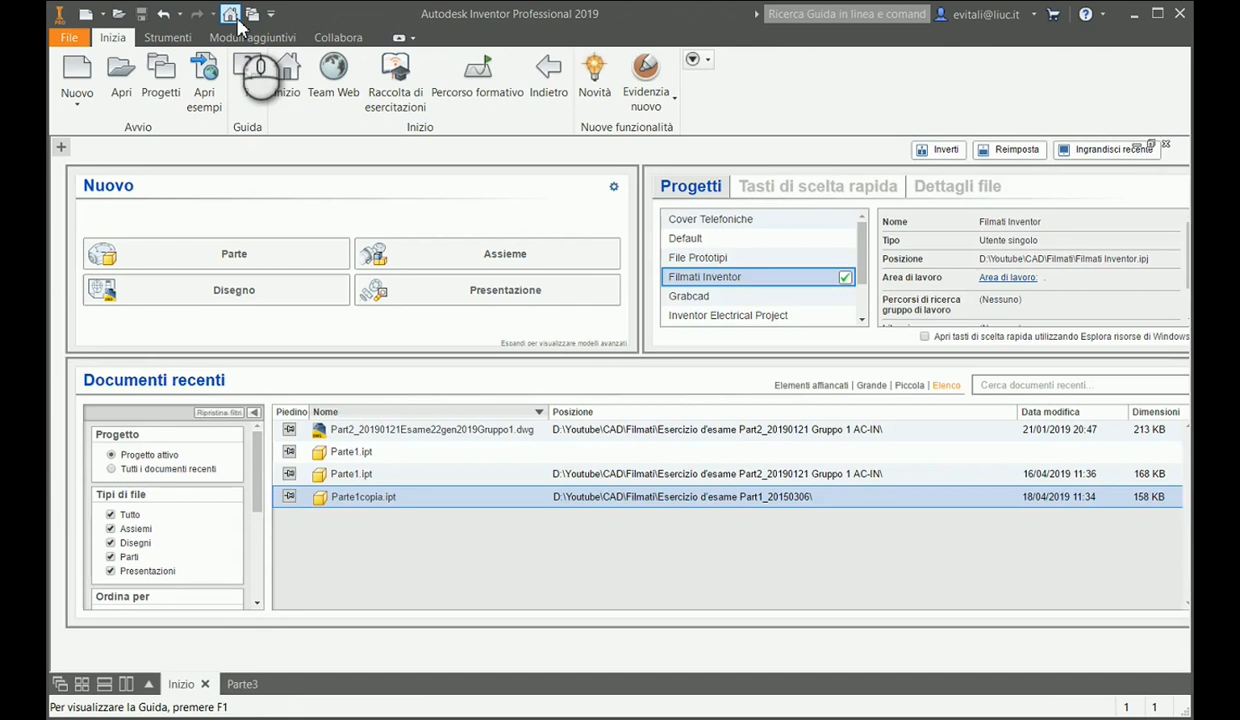 PRO
Autodesk Inventor Professional 2019
Ricerca Guida in linea e comand
evitali@liuc.it
File
Inizia
Strumenti
Collabora
Nuovo
Apri
Progetti
Apri esempi
Team Web
Raccolta di esercitazioni
Percorso formativo
Indietro
Novità
Evidenzia nuovo
Avvio
Guida
Inizio
Nuove funzionalità
Inverti
Reimposta
Ingrandisci recente
Nuovo
Parte
Assieme
Disegno
Presentazione
Espandi per visualizzare modelli avanzati
Progetti
Tasti di scelta rapida
Dettagli file
Cover Telefoniche
Default
File Prototipi
Filmati Inventor
Grabcad
Inventor Electrical Project
Nome Filmati Inventor
Tipo Utente singolo
Posizione D:\Youtube\CAD\Filmati\Filmati Inventor.ipj
Area di lavoro Area di lavoro: .
Percorsi di ricerca (Nessuno)
gruppo di lavoro
Apri tasti di scelta rapida utilizzando Esplora risorse di Windows
Documenti recenti
Elementi affiancati | Grande | Piccola | Elenco
Cerca documenti recenti...
Ripristina filtri
Progetto
Progetto attivo
Tutti i documenti recenti
Tipi di file
Tutto
Assiemi
Disegni
Parti
Presentazioni
Ordina per
Piedino Nome Posizione Data modifica Dimensioni
Part2_20190121Esame22gen2019Gruppo1.dwg D:\Youtube\CAD\Filmati\Esercizio d'esame Part2_20190121 Gruppo 1 AC-IN\ 21/01/2019 20:47 213 KB
Parte1.ipt
Parte1.ipt D:\Youtube\CAD\Filmati\Esercizio d'esame Part2_20190121 Gruppo 1 AC-IN\ 16/04/2019 11:36 168 KB
Parte1copia.ipt D:\Youtube\CAD\Filmati\Esercizio d'esame Part1_20150306\ 18/04/2019 11:34 158 KB
Inizio
Parte3
Per visualizzare la Guida, premere F1
1 1